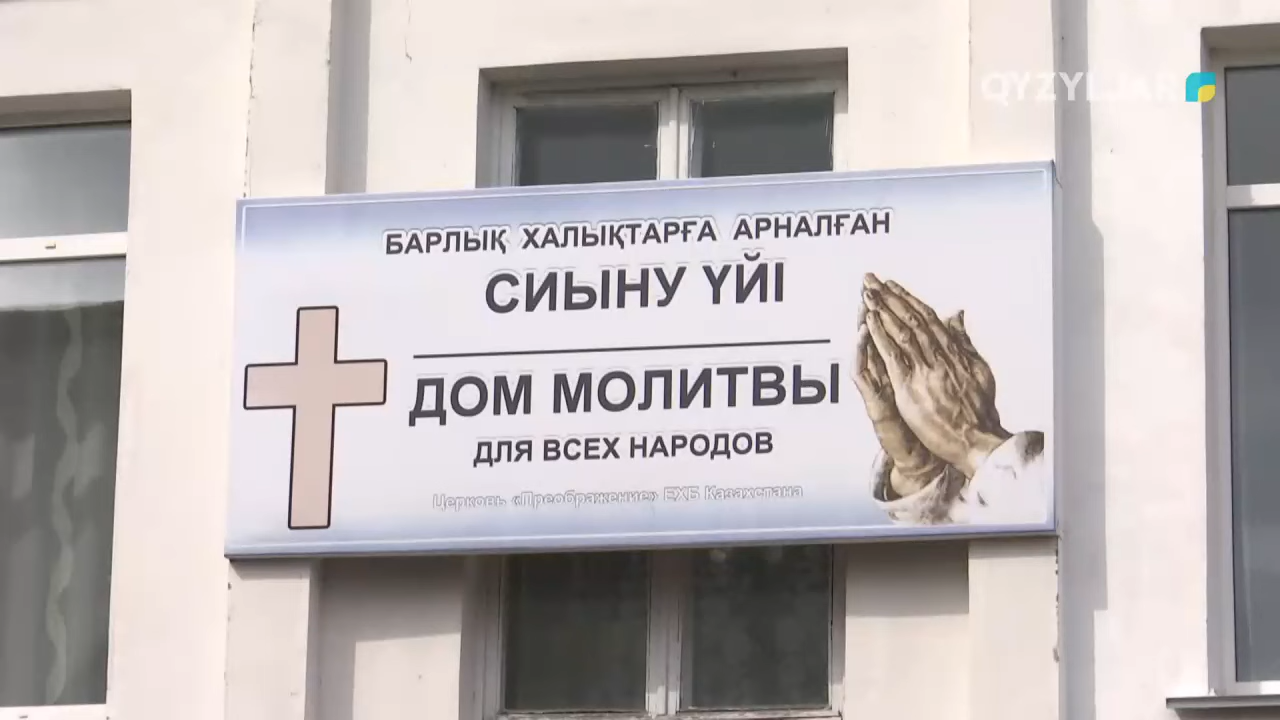 QYZYLJAR
БАРЛЫҚ ХАЛЫҚТАРҒА АРНАЛҒАН
СИЫНУ ҮЙІ
ДОМ МОЛИТВЫ
ДЛЯ ВСЕХ НАРОДОВ
Церковь «Преображение» ЕХБ Казахстана